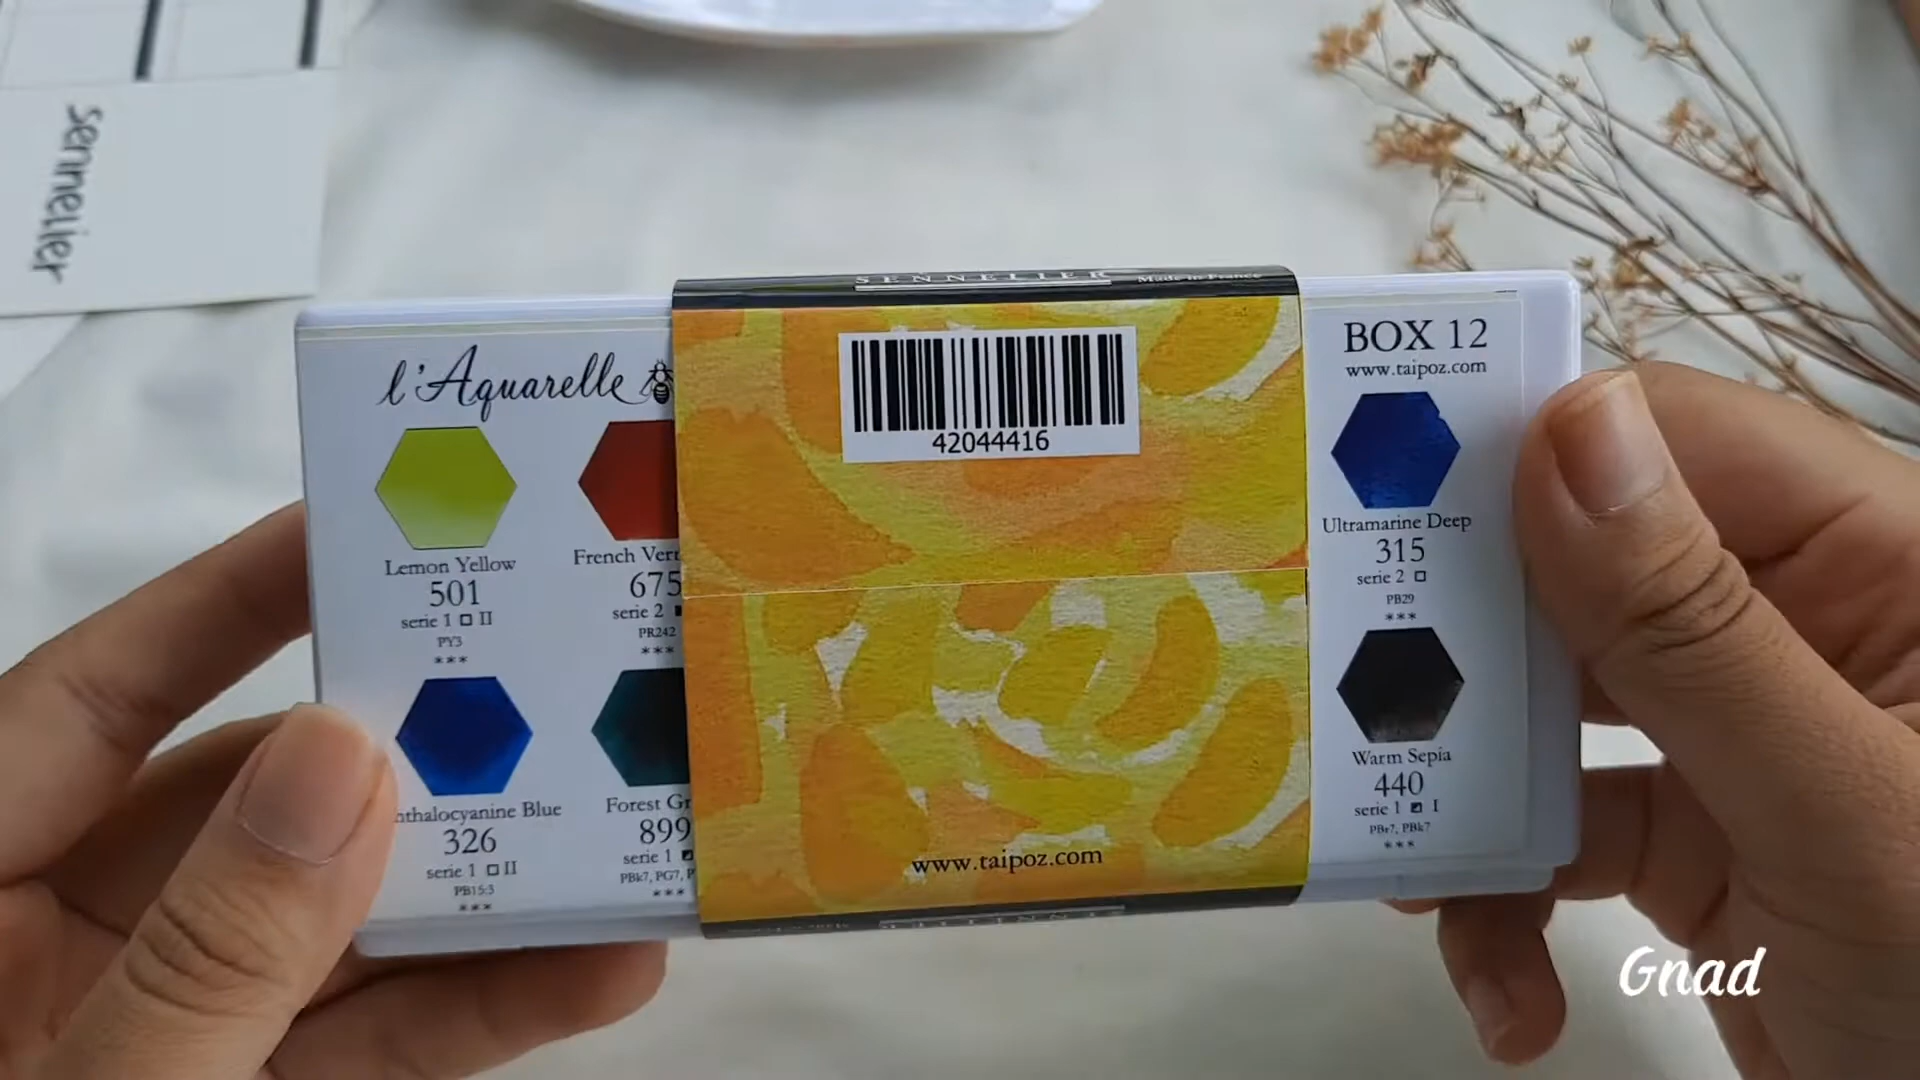 sennelier
SENNELIER Made in France
l'Aquarelle
42044416
BOX 12
www.taipoz.com
Lemon Yellow
501
serie 1 II
PY3
***
French Ver
675
serie 2
PR242
***
Ultramarine Deep
315
serie 2
PB29
***
nthalocyanine Blue
326
serie 1 II
PB15:3
***
Forest Gr
899
serie 1
PBk7, PG7, P
***
Warm Sepia
440
serie 1 I
PBr7, PBk7
***
www.taipoz.com
Gnad